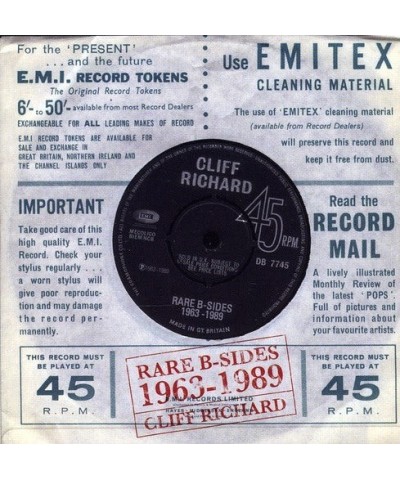 For the 'PRESENT'
... and the future
E.M.I. RECORD TOKENS
The Original Record Tokens
6/- to 50/- available from most Record Dealers
EXCHANGEABLE FOR ALL LEADING MAKES OF RECORD
E.M.I RECORD TOKENS ARE AVAILABLE FOR
SALE AND EXCHANGE IN
GREAT BRITAIN, NORTHERN IRELAND AND
THE CHANNEL ISLANDS ONLY
Use EMITEX
CLEANING MATERIAL
The use of 'EMITEX' cleaning material
(available from Record Dealers)
will preserve this record and
keep it free from dust.
CLIFF
RICHARD
45
R.P.M.
DB 7745
RARE B-SIDES
1963-1989
MADE IN GT. BRITAIN
IMPORTANT
Take good care of this
high quality E.M.I.
Record. Check your
stylus regularly...
a worn stylus will
give poor reproduc-
tion and may damage
the record per-
manently.
Read the
RECORD
MAIL
A lively illustrated
Monthly Review of
the latest 'POPS'.
Full of pictures and
information about
your favourite artists.
THIS RECORD MUST
BE PLAYED AT
45
R.P.M.
RARE B-SIDES
1963-1989
CLIFF RICHARD
THIS RECORD MUST
BE PLAYED AT
45
R.P.M.